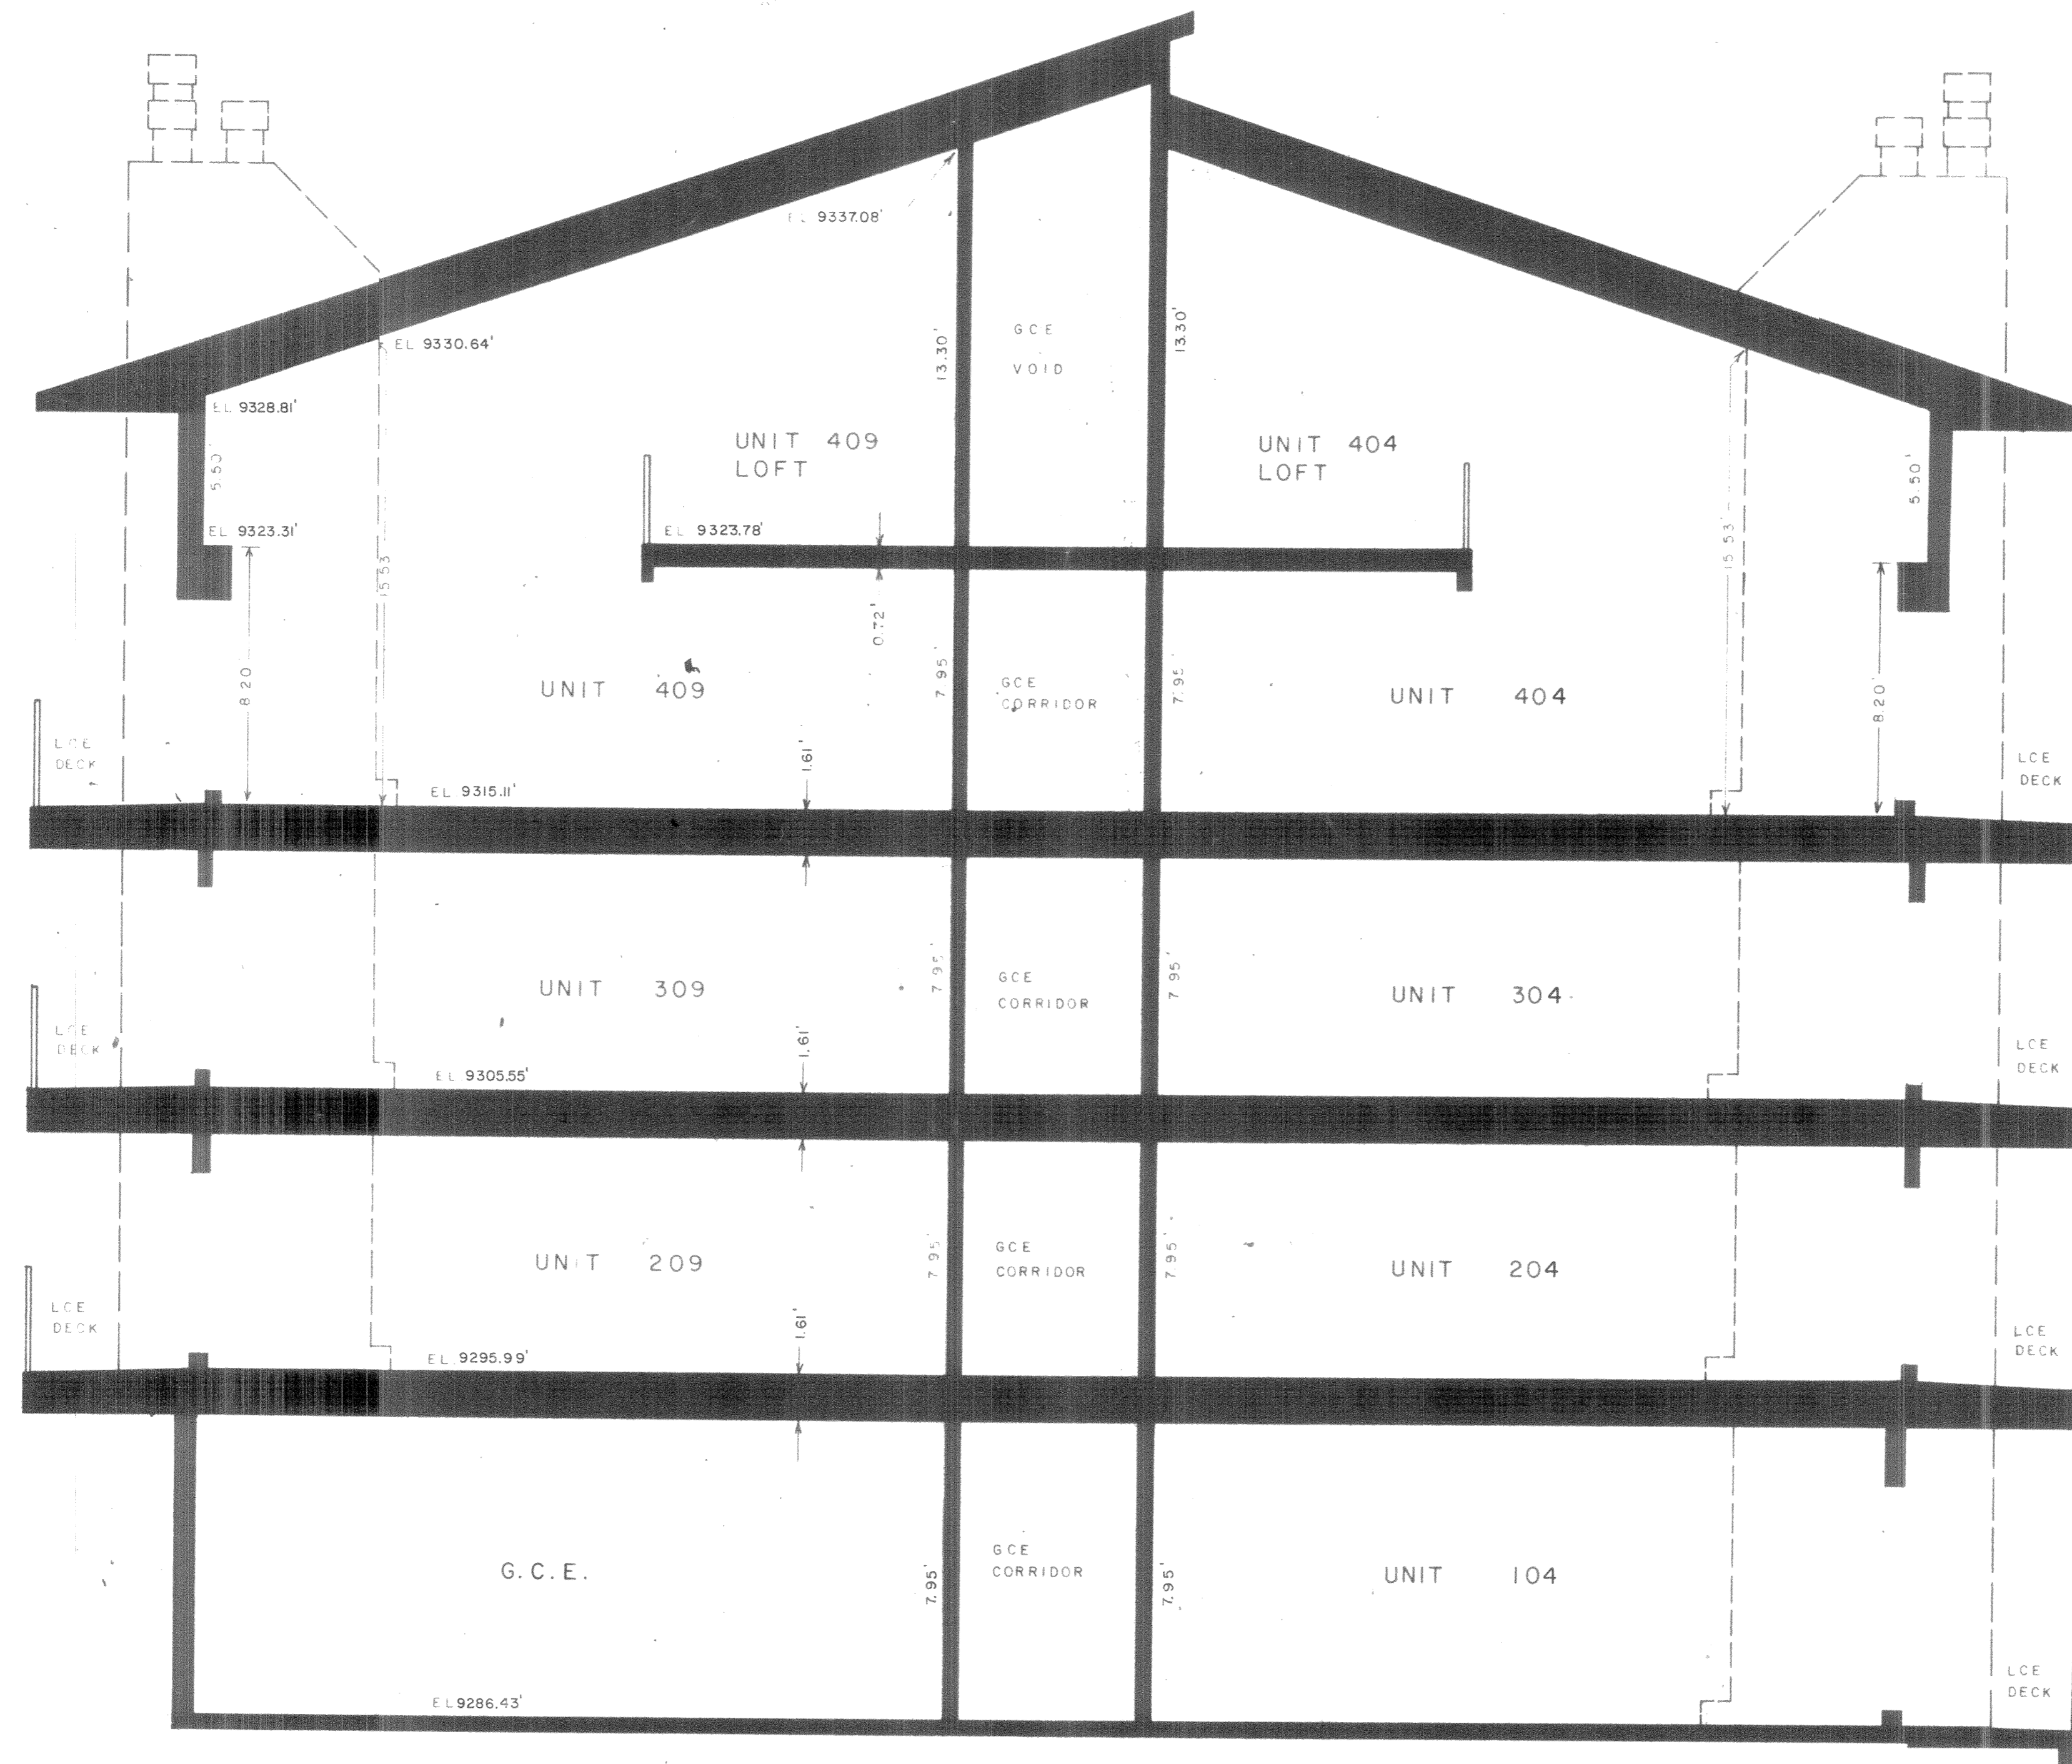 EL 9337.08'
13.30'
GCE
VOID
13.30'
EL 9330.64'
EL 9328.81'
5.50
UNIT 409
LOFT
UNIT 404
LOFT
5.50'
EL 9323.31'
EL 9323.78'
15.53
15.53'
0.72'
8.20
UNIT 409
7.95'
GCE
CORRIDOR
7.95'
UNIT 404
8.20'
LCE
DECK
1.61'
LCE
DECK
EL 9315.11'
UNIT 309
7.95'
GCE
CORRIDOR
7.95'
UNIT 304
LCE
DECK
1.61'
LCE
DECK
EL. 9305.55'
UNIT 209
7.95'
GCE
CORRIDOR
7.95'
UNIT 204
LCE
DECK
1.61'
LCE
DECK
EL. 9295.99'
G.C.E.
7.95'
GCE
CORRIDOR
7.95'
UNIT 104
LCE
DECK
EL 9286.43'